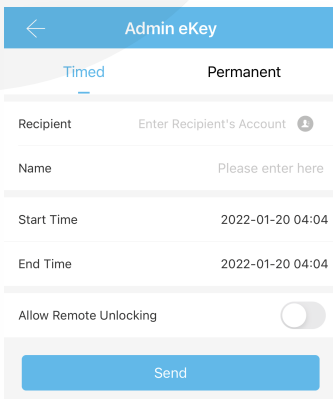 Admin eKey
Timed Permanent
Recipient Enter Recipient's Account
Name Please enter here
Start Time 2022-01-20 04:04
End Time 2022-01-20 04:04
Allow Remote Unlocking
Send